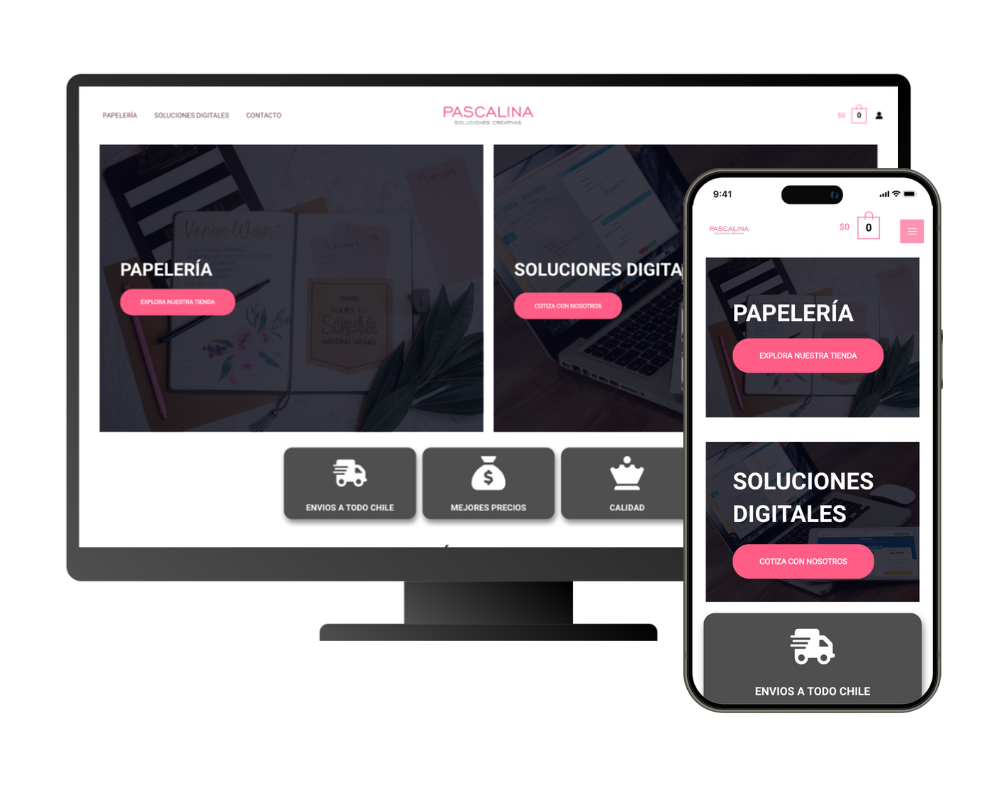 PAPELERÍA
SOLUCIONES DIGITALES
CONTACTO
PASCALINA
SOLUCIONES CREATIVAS
$0
0
PAPELERÍA
EXPLORA NUESTRA TIENDA
SOLUCIONES DIGITA
COTIZA CON NOSOTROS
ENVIOS A TODO CHILE
MEJORES PRECIOS
CALIDAD
9:41
PASCALINA
$0
0
PAPELERÍA
EXPLORA NUESTRA TIENDA
SOLUCIONES
DIGITALES
COTIZA CON NOSOTROS
ENVIOS A TODO CHILE